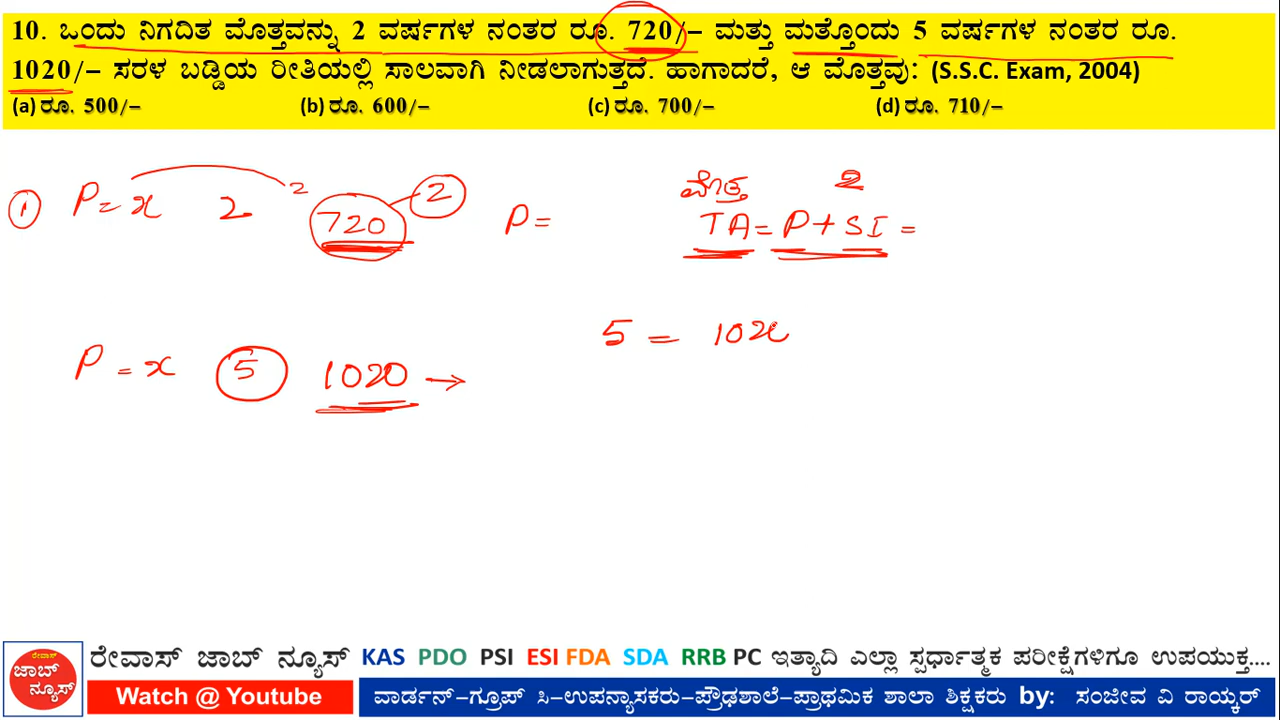 10. ಒಂದು ನಿಗದಿತ ಮೊತ್ತವನ್ನು 2 ವರ್ಷಗಳ ನಂತರ ರೂ. 720/– ಮತ್ತು ಮತ್ತೊಂದು 5 ವರ್ಷಗಳ ನಂತರ ರೂ.
1020/– ಸರಳ ಬಡ್ಡಿಯ ರೀತಿಯಲ್ಲಿ ಸಾಲವಾಗಿ ನೀಡಲಾಗುತ್ತದೆ. ಹಾಗಾದರೆ, ಆ ಮೊತ್ತವು: (S.S.C. Exam, 2004)
(a) ರೂ. 500/– (b) ರೂ. 600/– (c) ರೂ. 700/– (d) ರೂ. 710/–
ಮೊತ್ತ 2
① P = x 2 2 720 2 P = TA = P + SI =
5 = 102x
P = x 5 1020 →
ರೇವಾಸ್ ಜಾಬ್ ನ್ಯೂಸ್
ರೇವಾಸ್ ಜಾಬ್ ನ್ಯೂಸ್ KAS PDO PSI ESI FDA SDA RRB PC ಇತ್ಯಾದಿ ಎಲ್ಲಾ ಸ್ಪರ್ಧಾತ್ಮಕ ಪರೀಕ್ಷೆಗಳಿಗೂ ಉಪಯುಕ್ತ....
Watch @ Youtube ವಾರ್ಡನ್–ಗ್ರೂಪ್ ಸಿ–ಉಪನ್ಯಾಸಕರು–ಪ್ರೌಢಶಾಲೆ–ಪ್ರಾಥಮಿಕ ಶಾಲಾ ಶಿಕ್ಷಕರು by: ಸಂಜೀವ ವಿ ರಾಯ್ಕರ್